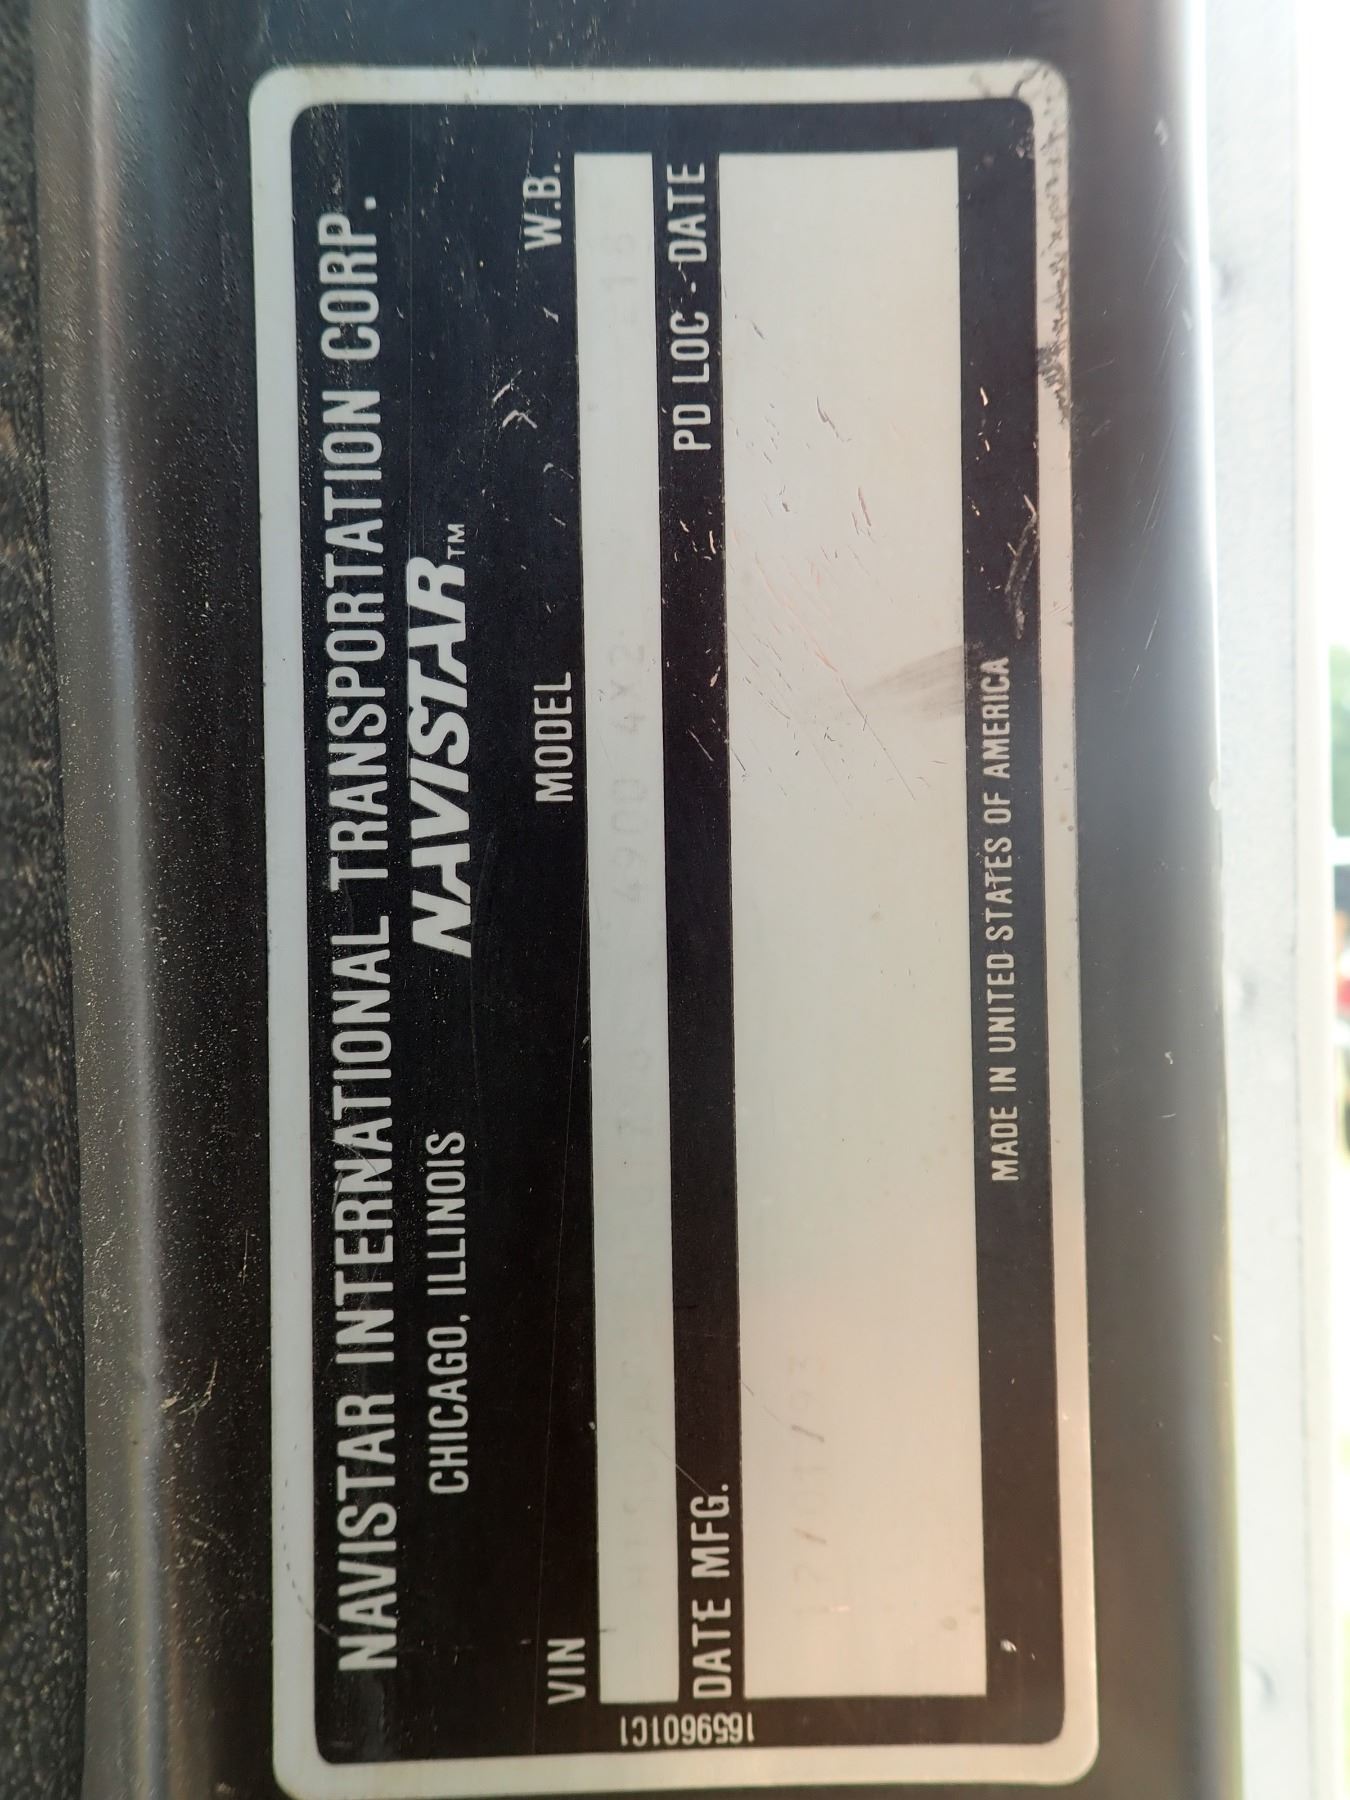 NAVISTAR INTERNATIONAL TRANSPORTATION CORP.
CHICAGO, ILLINOIS NAVISTAR™
VIN MODEL W.B.
4900 4X2
DATE MFG. PD LOC - DATE
MADE IN UNITED STATES OF AMERICA
1659601C1